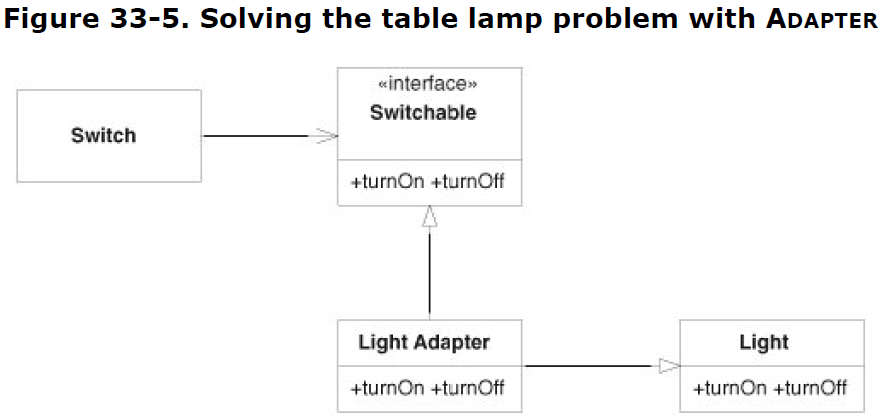 Figure 33-5. Solving the table lamp problem with ADAPTER
«interface»
Switchable
Switch
+turnOn +turnOff
Light Adapter
+turnOn +turnOff
Light
+turnOn +turnOff